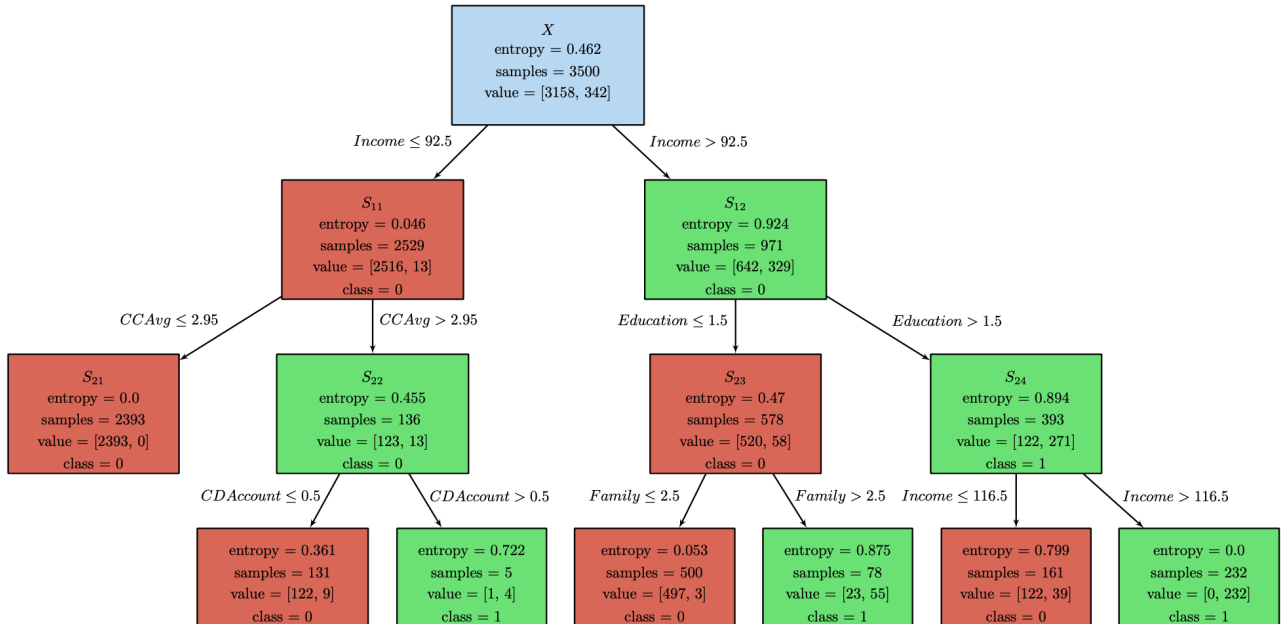 X
entropy = 0.462
samples = 3500
value = [3158, 342]
Income ≤ 92.5
Income > 92.5
S₁₁
entropy = 0.046
samples = 2529
value = [2516, 13]
class = 0
S₁₂
entropy = 0.924
samples = 971
value = [642, 329]
class = 0
CCAvg ≤ 2.95
CCAvg > 2.95
Education ≤ 1.5
Education > 1.5
S₂₁
entropy = 0.0
samples = 2393
value = [2393, 0]
class = 0
S₂₂
entropy = 0.455
samples = 136
value = [123, 13]
class = 0
S₂₃
entropy = 0.47
samples = 578
value = [520, 58]
class = 0
S₂₄
entropy = 0.894
samples = 393
value = [122, 271]
class = 1
CDAccount ≤ 0.5
CDAccount > 0.5
Family ≤ 2.5
Family > 2.5
Income ≤ 116.5
Income > 116.5
entropy = 0.361
samples = 131
value = [122, 9]
class = 0
entropy = 0.722
samples = 5
value = [1, 4]
class = 1
entropy = 0.053
samples = 500
value = [497, 3]
class = 0
entropy = 0.875
samples = 78
value = [23, 55]
class = 1
entropy = 0.799
samples = 161
value = [122, 39]
class = 0
entropy = 0.0
samples = 232
value = [0, 232]
class = 1